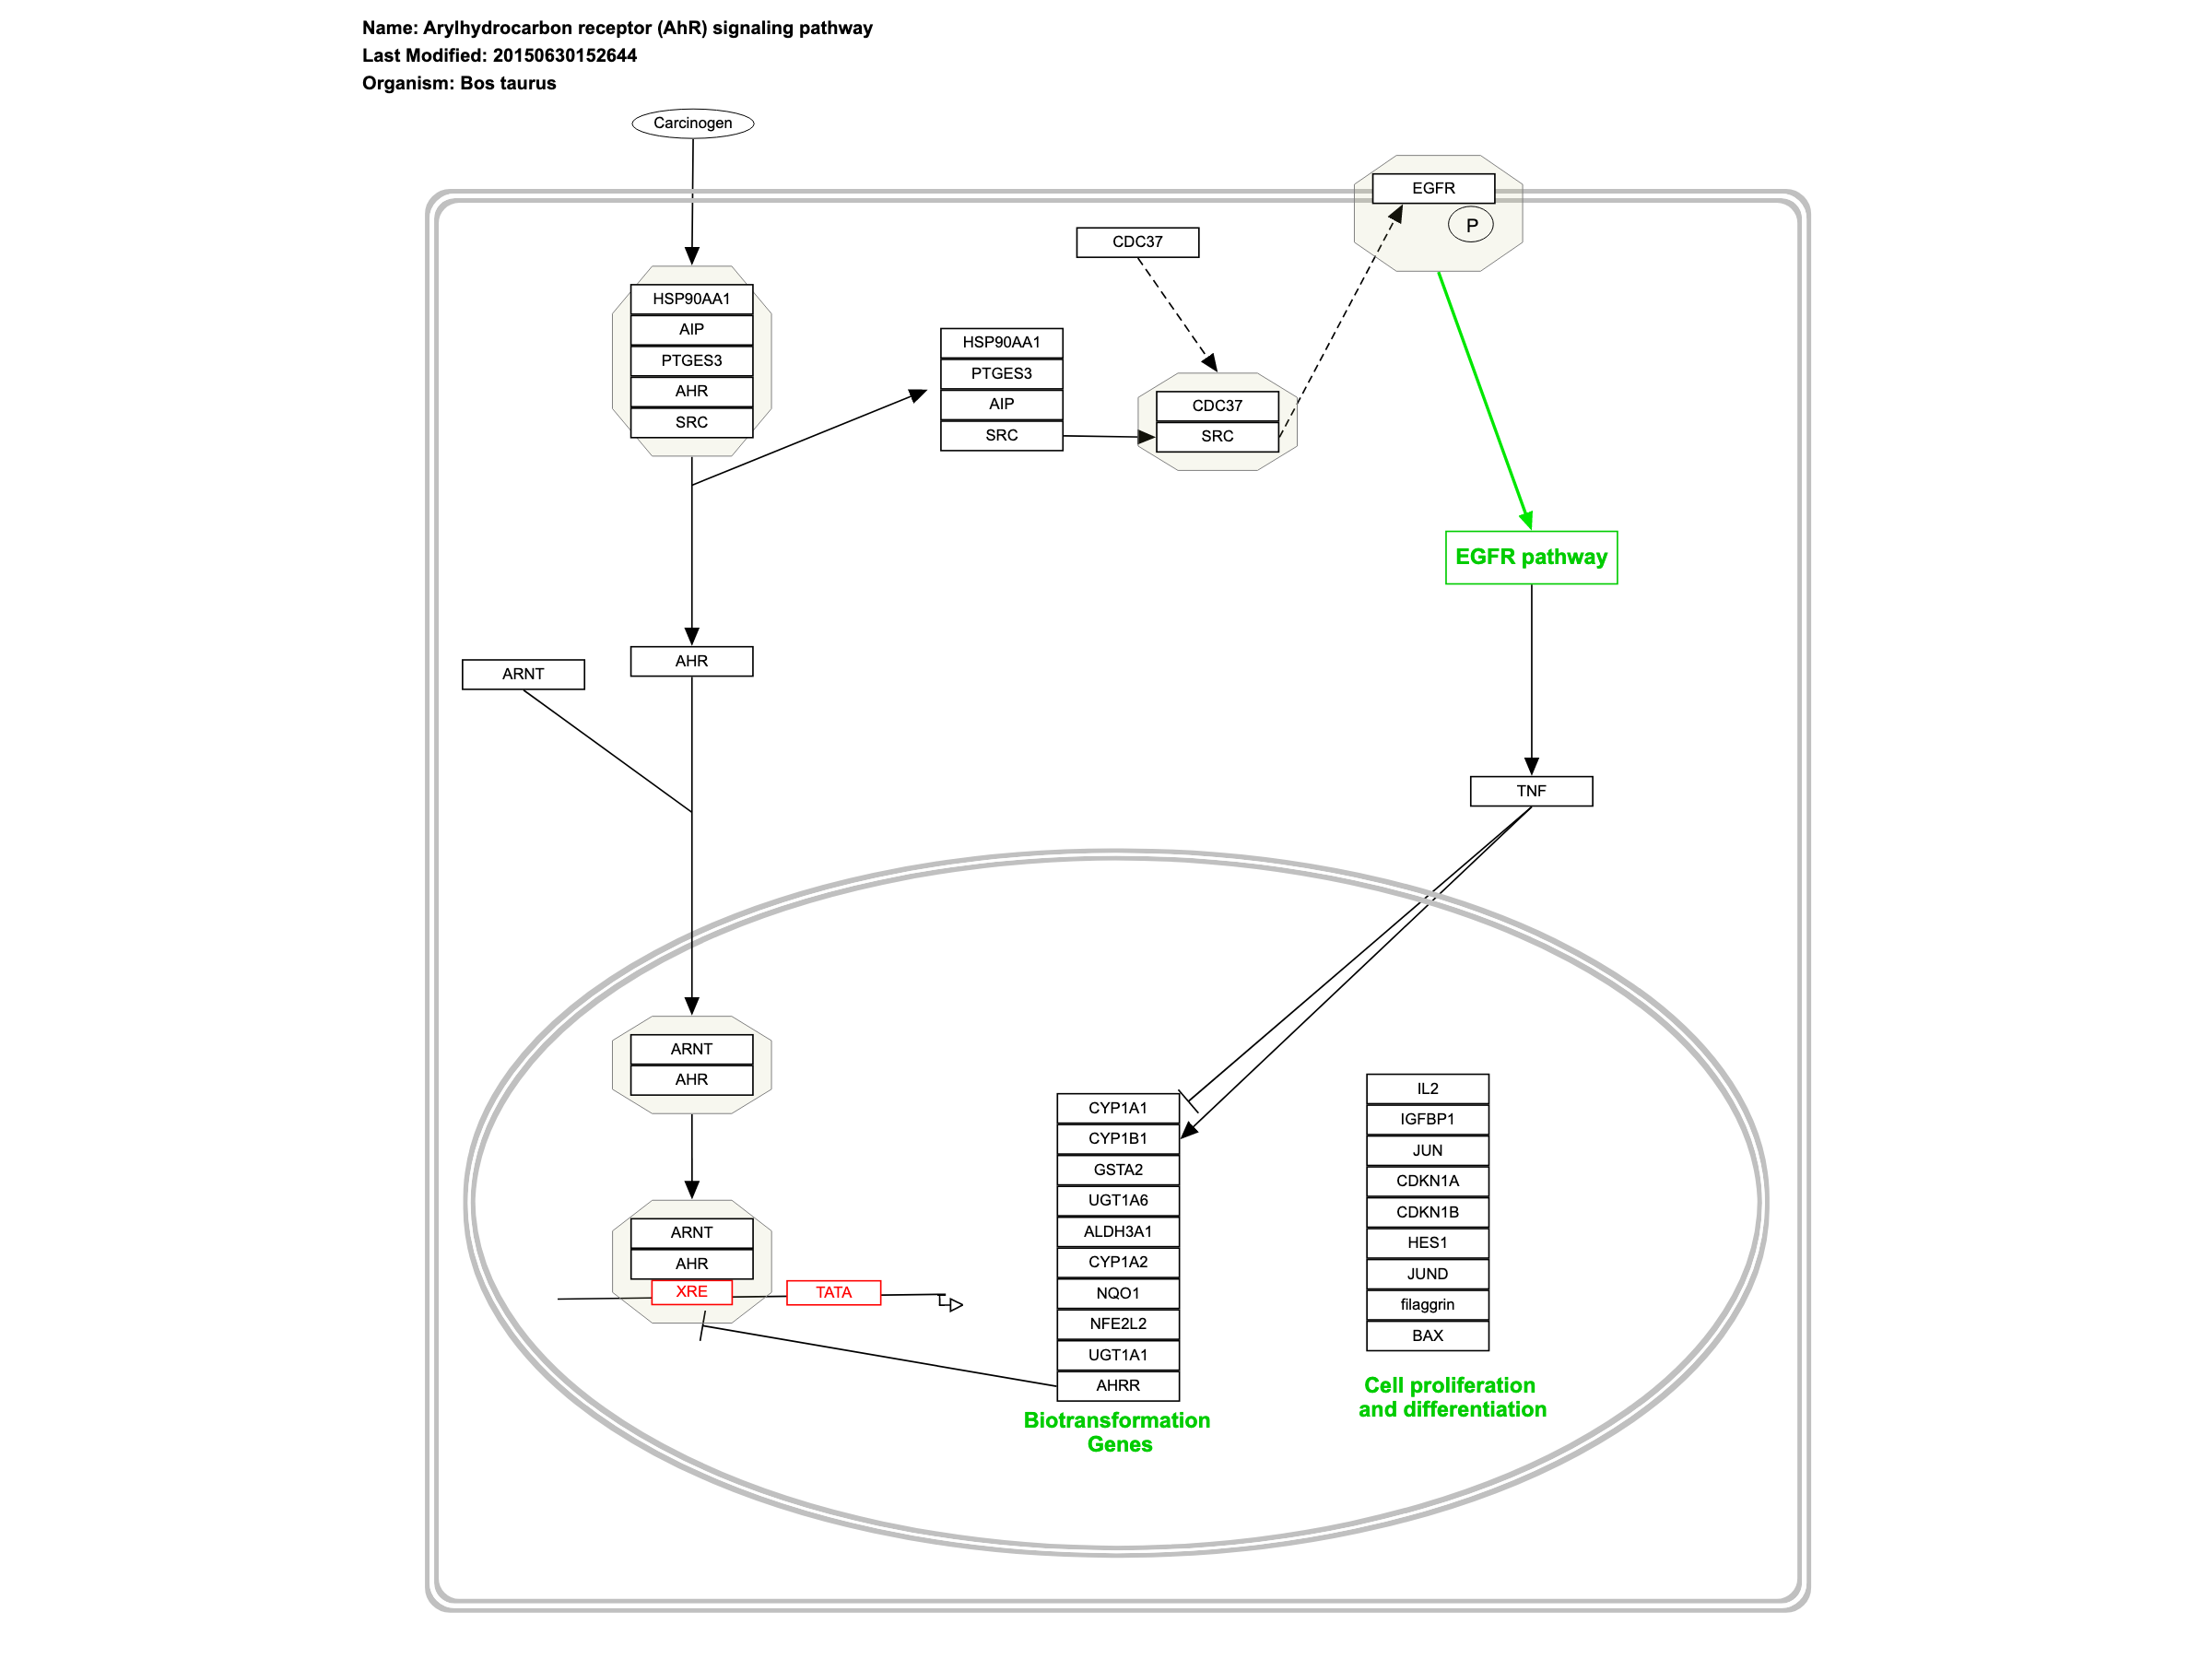 Name: Arylhydrocarbon receptor (AhR) signaling pathway
Last Modified: 20150630152644
Organism: Bos taurus
Carcinogen
EGFR
P
CDC37
HSP90AA1
AIP
PTGES3
AHR
SRC
HSP90AA1
PTGES3
AIP
SRC
CDC37
SRC
EGFR pathway
AHR
ARNT
TNF
ARNT
AHR
ARNT
AHR
XRE
TATA
CYP1A1
CYP1B1
GSTA2
UGT1A6
ALDH3A1
CYP1A2
NQO1
NFE2L2
UGT1A1
AHRR
Biotransformation
Genes
IL2
IGFBP1
JUN
CDKN1A
CDKN1B
HES1
JUND
filaggrin
BAX
Cell proliferation
and differentiation